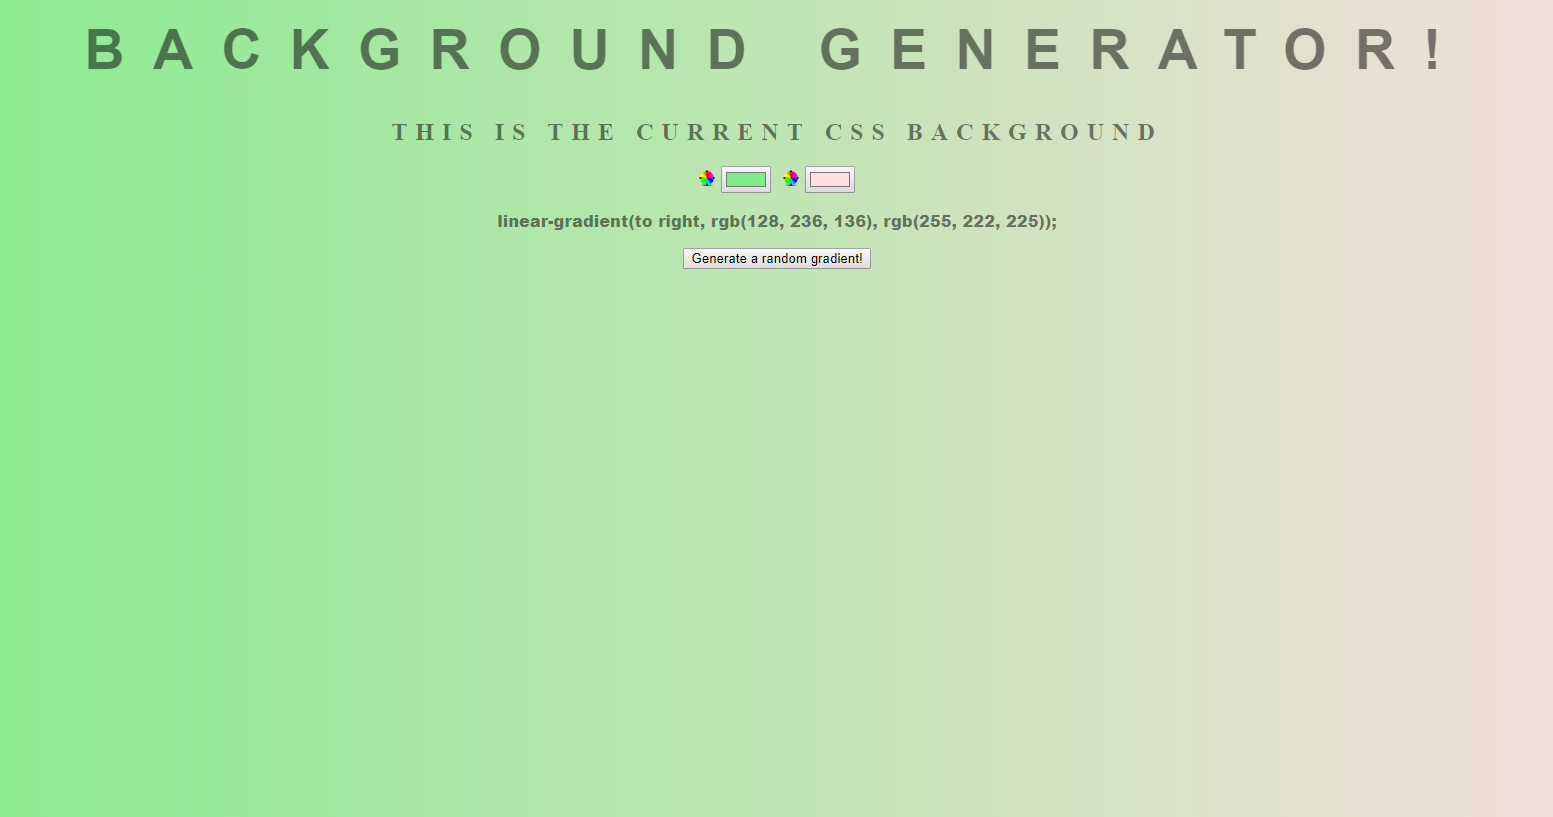 BACKGROUND GENERATOR!
THIS IS THE CURRENT CSS BACKGROUND
linear-gradient(to right, rgb(128, 236, 136), rgb(255, 222, 225));
Generate a random gradient!